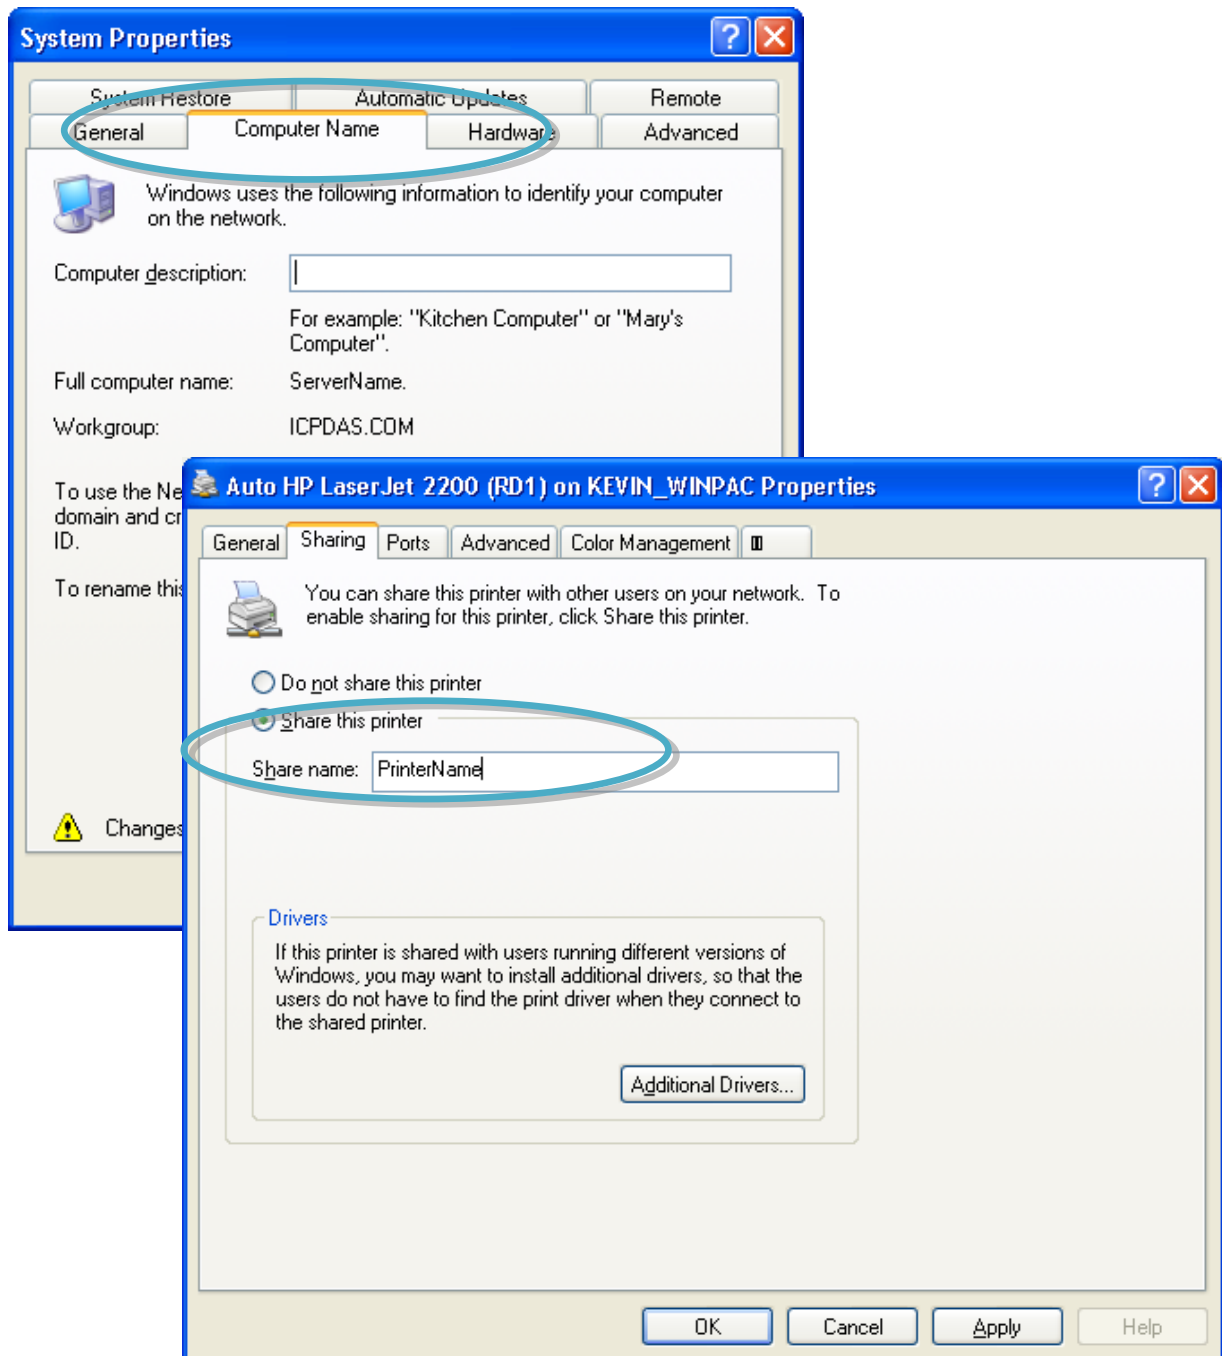 System Properties
System Restore Automatic Updates Remote
General Computer Name Hardware Advanced
Windows uses the following information to identify your computer
on the network.
Computer description:
For example: "Kitchen Computer" or "Mary's
Computer".
Full computer name: ServerName.
Workgroup: ICPDAS.COM
To use the Ne
domain and cr
ID.
To rename this
Changes
Auto HP LaserJet 2200 (RD1) on KEVIN_WINPAC Properties
General Sharing Ports Advanced Color Management
You can share this printer with other users on your network. To
enable sharing for this printer, click Share this printer.
Do not share this printer
Share this printer
Share name: PrinterName
Drivers
If this printer is shared with users running different versions of
Windows, you may want to install additional drivers, so that the
users do not have to find the print driver when they connect to
the shared printer.
Additional Drivers...
OK Cancel Apply Help